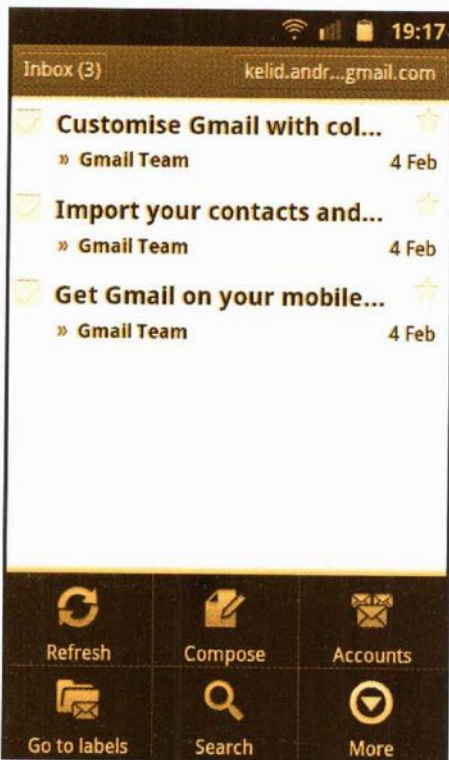 19:17
Inbox (3) kelid.andr...gmail.com
Customise Gmail with col...
» Gmail Team 4 Feb
Import your contacts and...
» Gmail Team 4 Feb
Get Gmail on your mobile...
» Gmail Team 4 Feb
Refresh Compose Accounts
Go to labels Search More